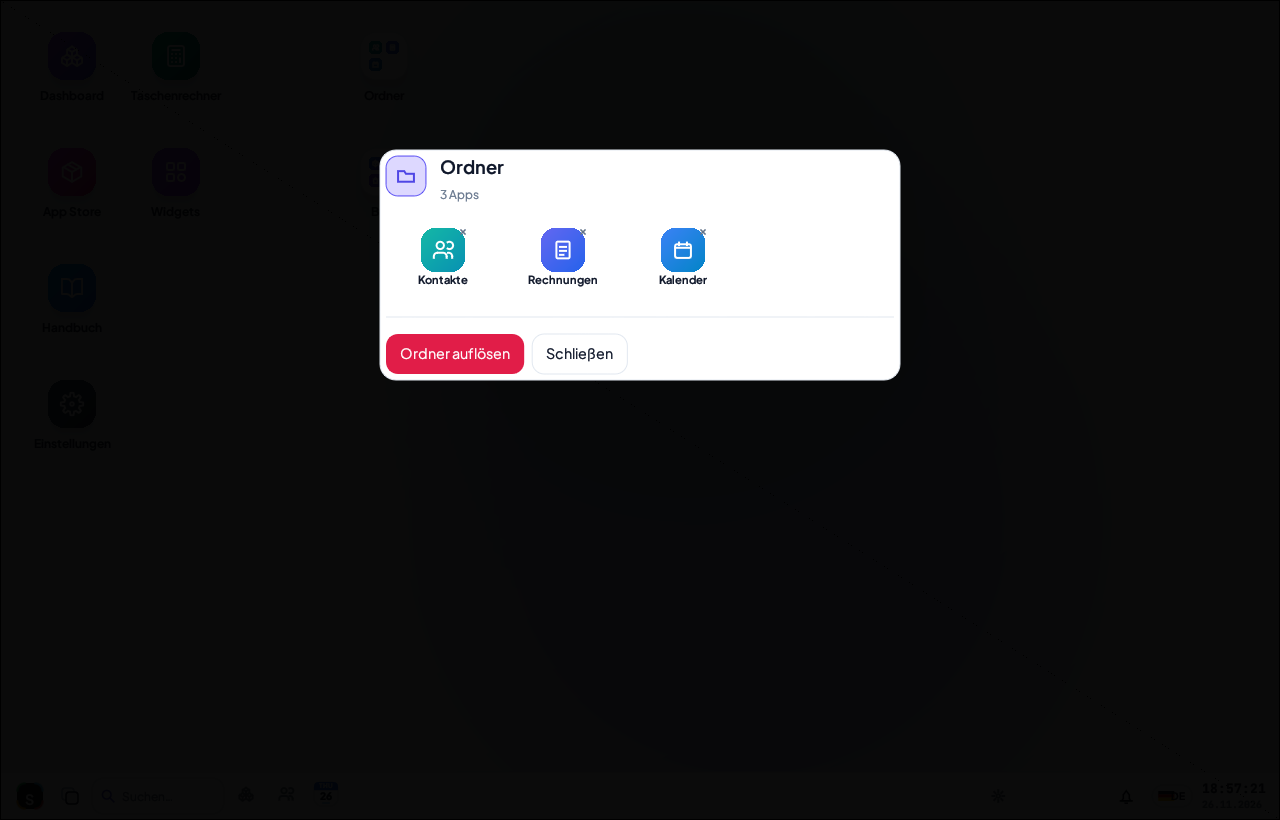 Dashboard
Taschenrechner
Ordner
App Store
Widgets
Handbuch
Einstellungen
Ordner
3 Apps
Kontakte
Rechnungen
Kalender
Ordner auflösen
Schließen
S
Suchen
26
DE
18:57:21